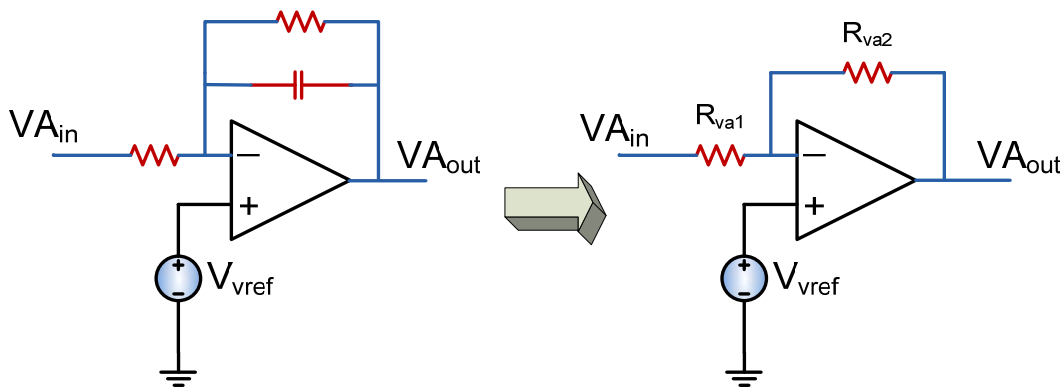 VAin
VAout
Vvref
Rva2
Rva1
VAin
VAout
Vvref